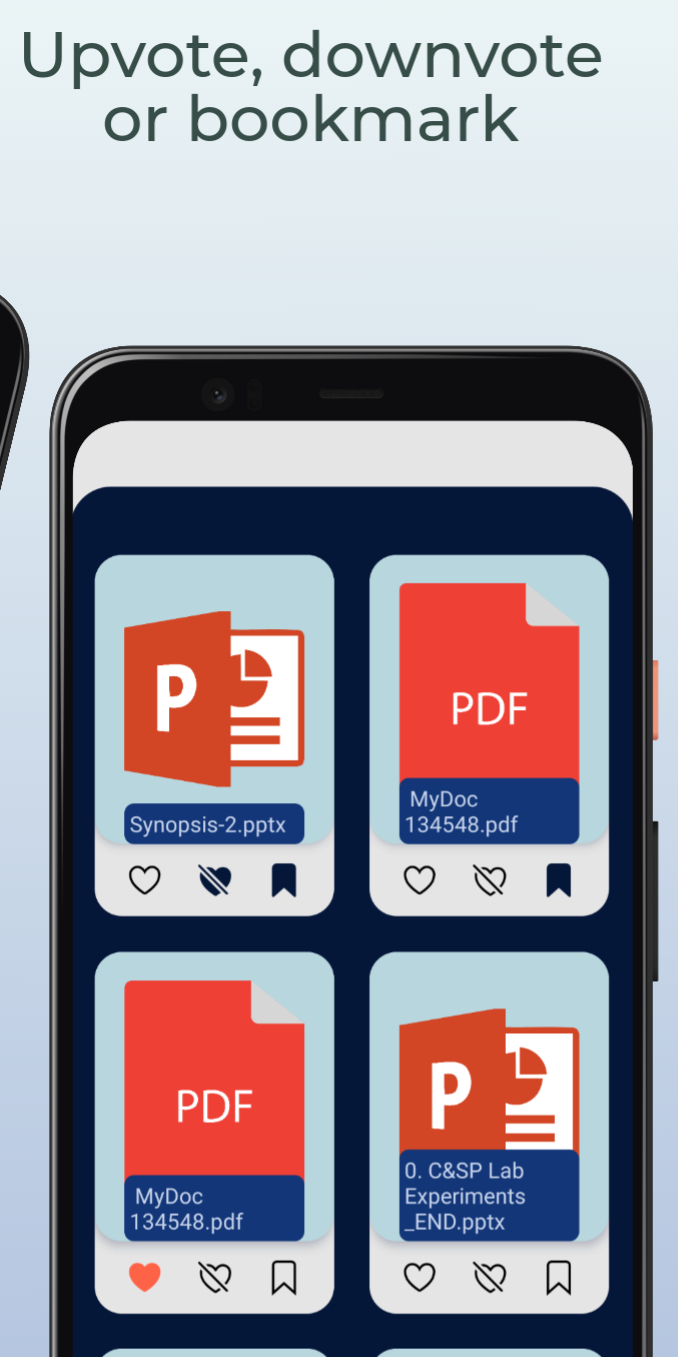 Upvote, downvote
or bookmark
P
Synopsis-2.pptx
PDF
MyDoc
134548.pdf
PDF
MyDoc
134548.pdf
P
0. C&SP Lab
Experiments
_END.pptx